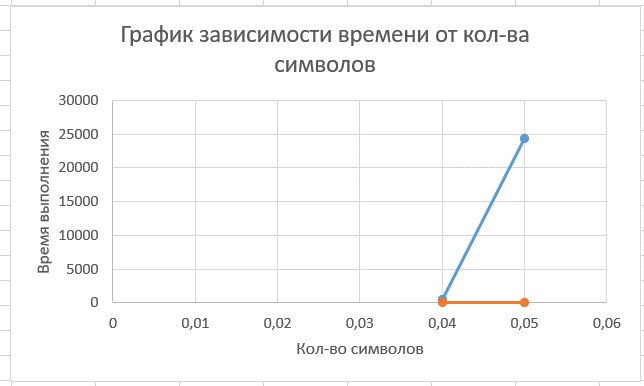 График зависимости времени от кол-ва
символов
Время выполнения
30000
25000
20000
15000
10000
5000
0
0 0,01 0,02 0,03 0,04 0,05 0,06
Кол-во символов